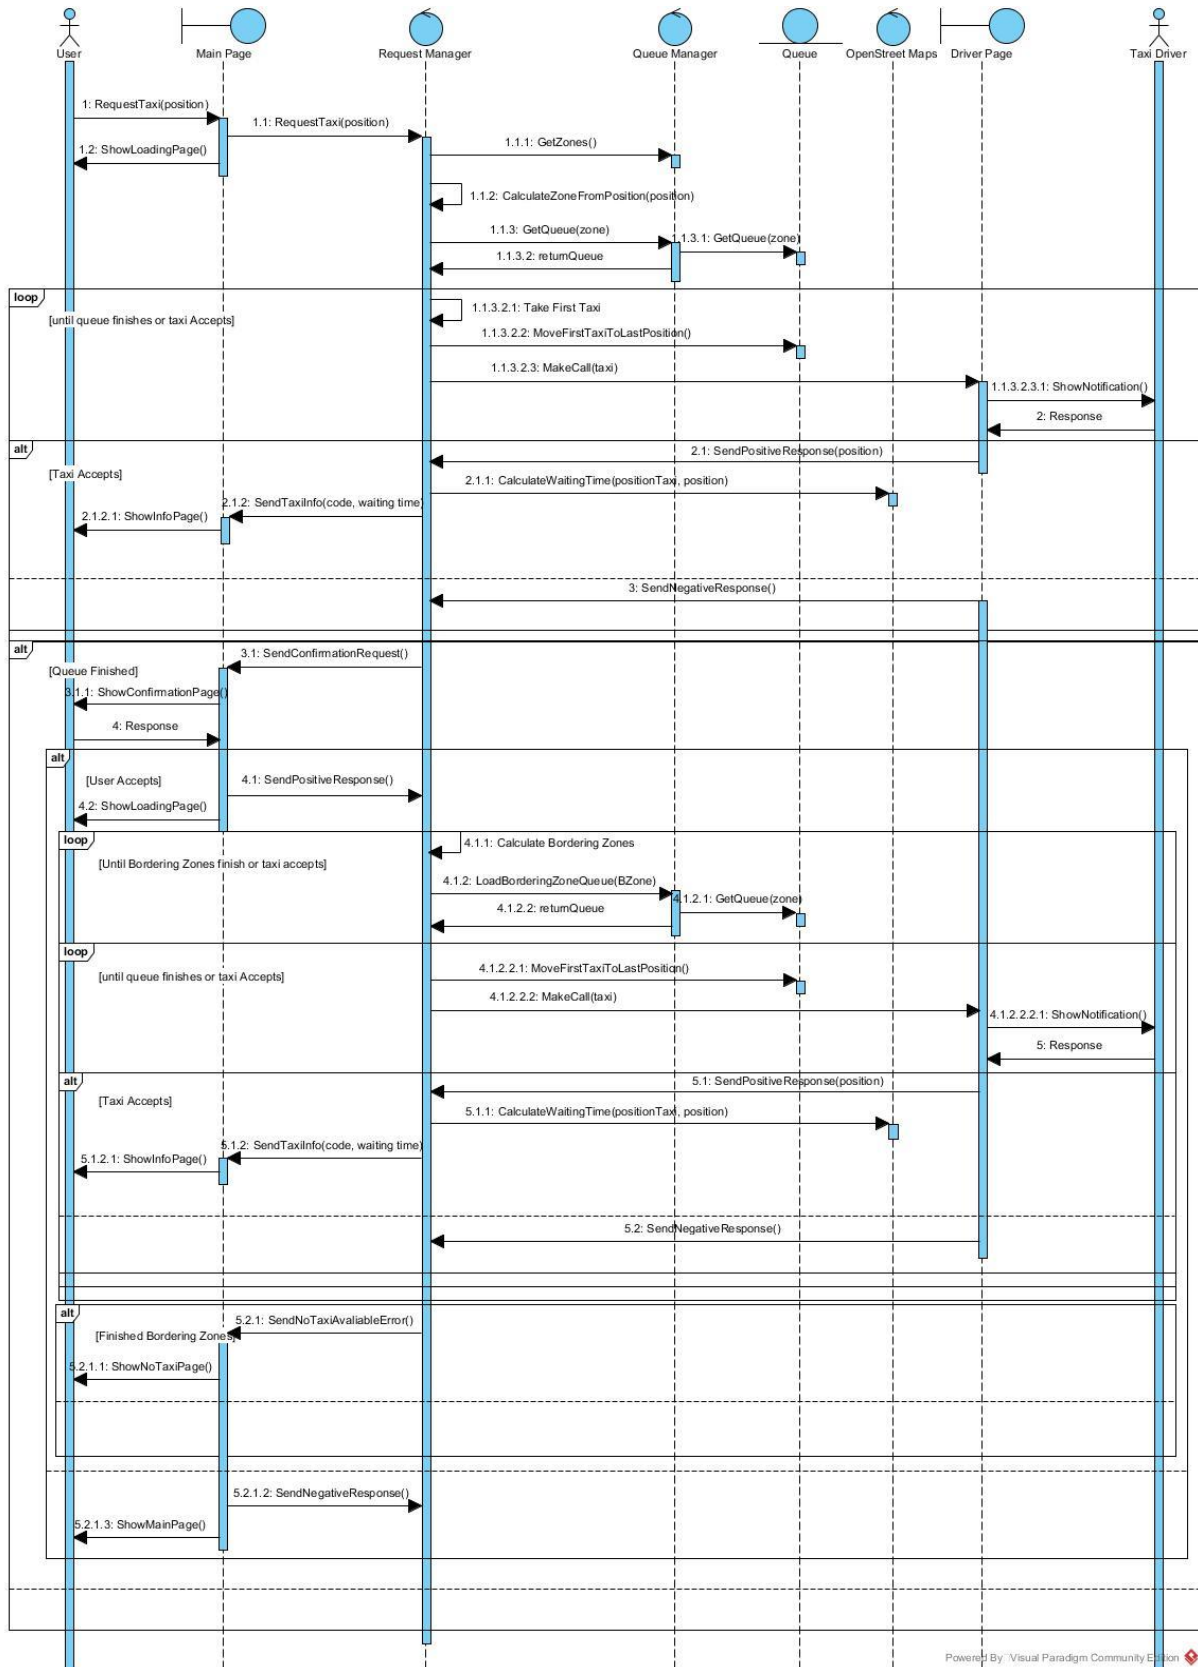 User
Main Page
Request Manager
Queue Manager
Queue
OpenStreet Maps
Driver Page
Taxi Driver
1: RequestTaxi(position)
1.1: RequestTaxi(position)
1.2: ShowLoadingPage()
1.1.1: GetZones()
1.1.2: CalculateZoneFromPosition(position)
1.1.3: GetQueue(zone)
1.1.3.1: GetQueue(zone)
1.1.3.2: returnQueue
loop
[until queue finishes or taxi Accepts]
1.1.3.2.1: Take First Taxi
1.1.3.2.2: MoveFirstTaxiToLastPosition()
1.1.3.2.3: MakeCall(taxi)
1.1.3.2.3.1: ShowNotification()
2: Response
alt
[Taxi Accepts]
2.1: SendPositiveResponse(position)
2.1.1: CalculateWaitingTime(positionTaxi, position)
2.1.2: SendTaxiInfo(code, waiting time)
2.1.2.1: ShowInfoPage()
3: SendNegativeResponse()
alt
[Queue Finished]
3.1: SendConfirmationRequest()
3.1.1: ShowConfirmationPage()
4: Response
alt
[User Accepts]
4.1: SendPositiveResponse()
4.2: ShowLoadingPage()
loop
[Until Bordering Zones finish or taxi accepts]
4.1.1: Calculate Bordering Zones
4.1.2: LoadBorderingZoneQueue(BZone)
4.1.2.1: GetQueue(zone)
4.1.2.2: returnQueue
loop
[until queue finishes or taxi Accepts]
4.1.2.2.1: MoveFirstTaxiToLastPosition()
4.1.2.2.2: MakeCall(taxi)
4.1.2.2.2.1: ShowNotification()
5: Response
alt
[Taxi Accepts]
5.1: SendPositiveResponse(position)
5.1.1: CalculateWaitingTime(positionTaxi, position)
5.1.2: SendTaxiInfo(code, waiting time)
5.1.2.1: ShowInfoPage()
5.2: SendNegativeResponse()
alt
[Finished Bordering Zones]
5.2.1: SendNoTaxiAvaliableError()
5.2.1.1: ShowNoTaxiPage()
5.2.1.2: SendNegativeResponse()
5.2.1.3: ShowMainPage()
Powered By Visual Paradigm Community Edition